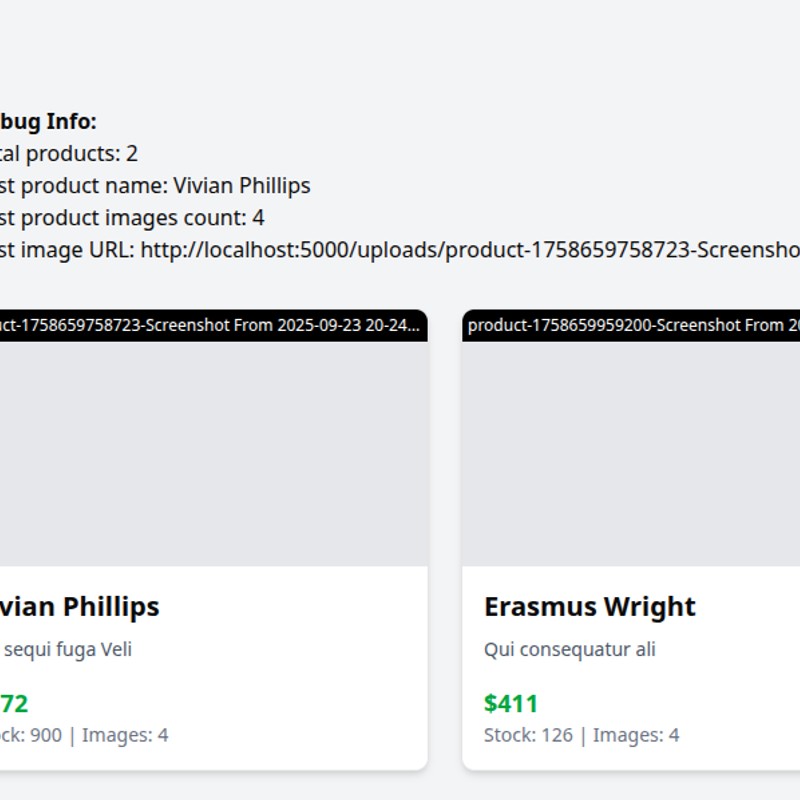 bug Info:
tal products: 2
st product name: Vivian Phillips
st product images count: 4
st image URL: http://localhost:5000/uploads/product-1758659758723-Screensho
ct-1758659758723-Screenshot From 2025-09-23 20-24...
product-1758659959200-Screenshot From 20
vian Phillips
sequi fuga Veli
72
ck: 900 | Images: 4
Erasmus Wright
Qui consequatur ali
$411
Stock: 126 | Images: 4